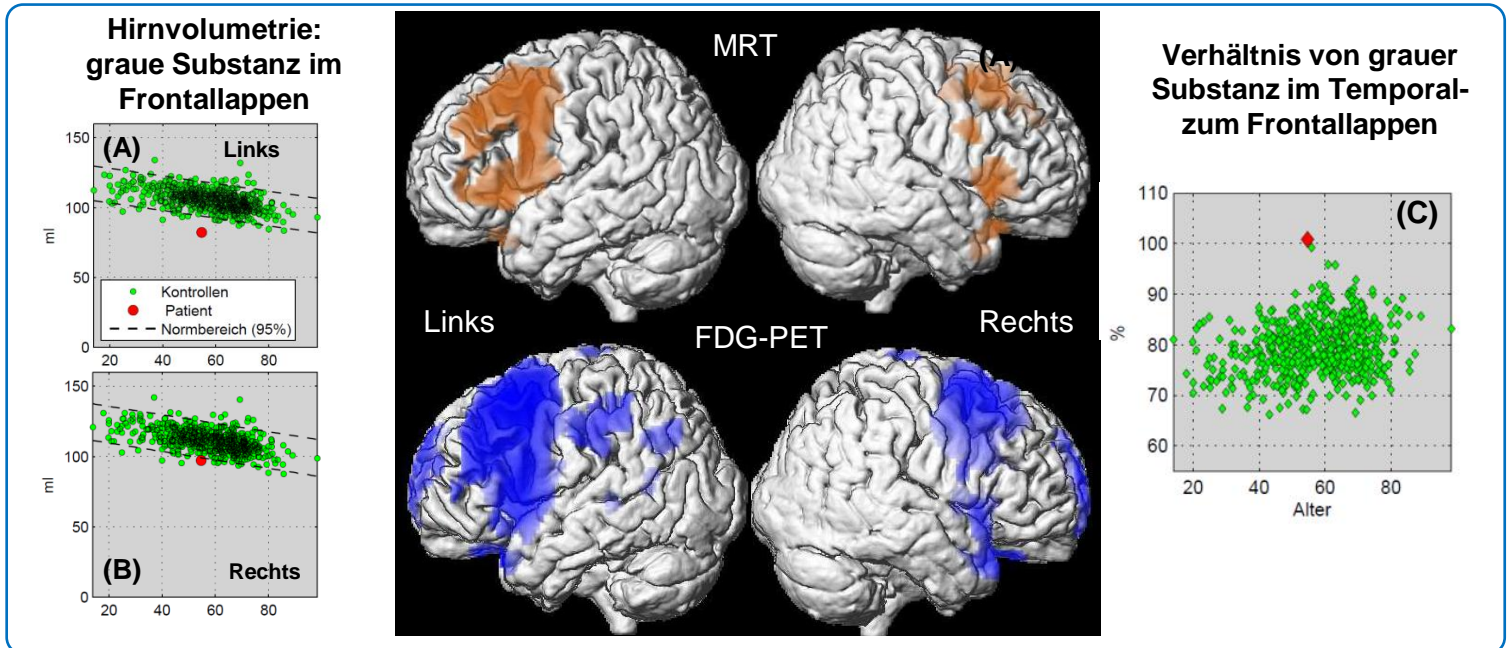 Hirnvolumetrie:
graue Substanz im
Frontallappen
(A)
Links
150
100
50
0
ml
Kontrollen
Patient
Normbereich (95%)
20 40 60 80
150
100
50
0
ml
(B)
Rechts
20 40 60 80
MRT
(A)
Links
Rechts
FDG-PET
Verhältnis von grauer
Substanz im Temporal-
zum Frontallappen
110
100
90
80
70
60
%
(C)
20 40 60 80
Alter